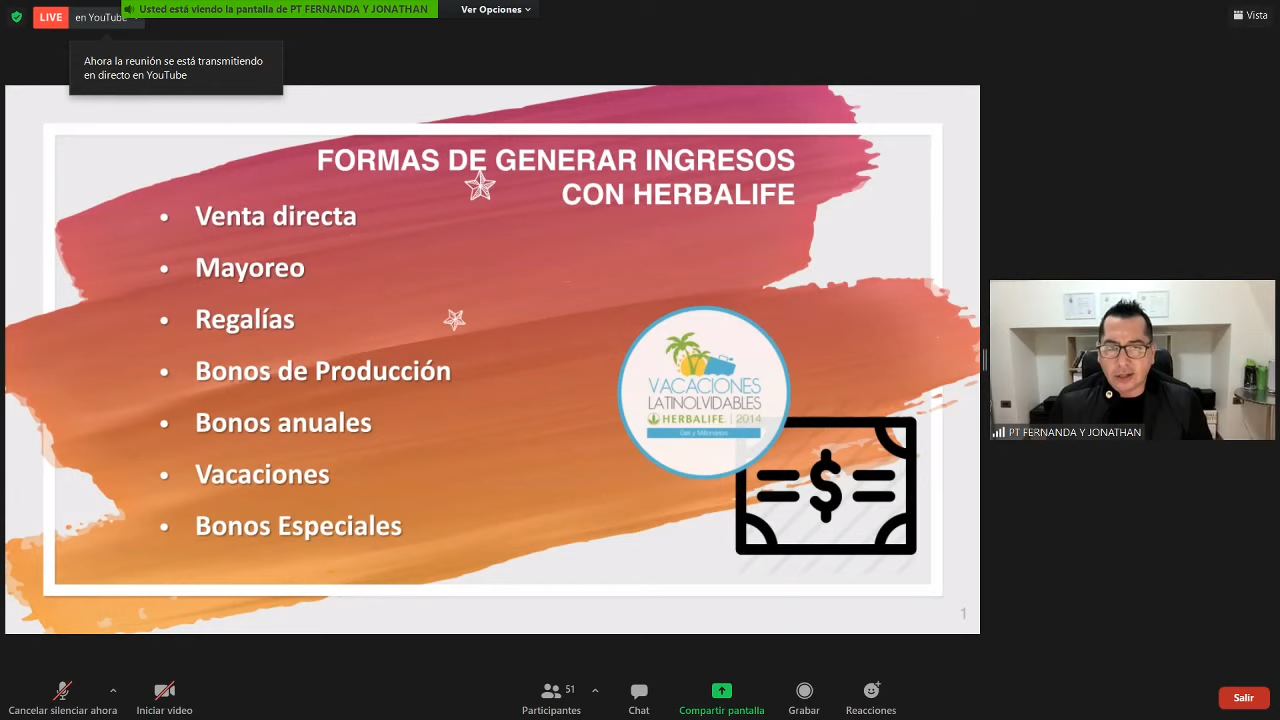 LIVE
en YouTube
Usted está viendo la pantalla de PT FERNANDA Y JONATHAN
Ver Opciones
Vista
Ahora la reunión se está transmitiendo
en directo en YouTube
FORMAS DE GENERAR INGRESOS
CON HERBALIFE
• Venta directa
• Mayoreo
• Regalías
• Bonos de Producción
• Bonos anuales
• Vacaciones
• Bonos Especiales
VACACIONES
LATINOLVIDABLES
HERBALIFE. | 2014
Get y Millonarios
$
1
PT FERNANDA Y JONATHAN
Cancelar silenciar ahora
Iniciar video
51
Participantes
Chat
Compartir pantalla
Grabar
Reacciones
Salir